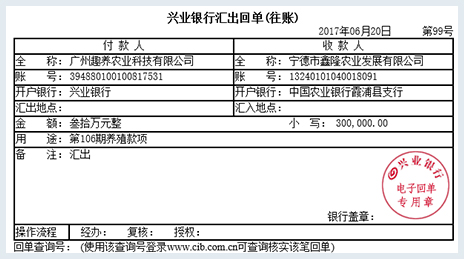 兴业银行汇出回单(往账)
2017年06月20日 第99号
付款人 收款人
全 称：广州趣养农业科技有限公司 全 称：宁德市鑫隆农业发展有限公司
账 号：394880100100817531 账 号：13240101040018091
开户银行：兴业银行 开户银行：中国农业银行霞浦县支行
汇出地点： 汇入地点：
金 额：叁拾万元整 小 写：300,000.00
用 途：第106期养殖款项
备 注：汇出
兴业银行
电子回单
专用章
银行盖章：
操作流程 经办： 复核： 授权：
回单查询号： (使用该查询号登录www.cib.com.cn可查询核实该笔回单)